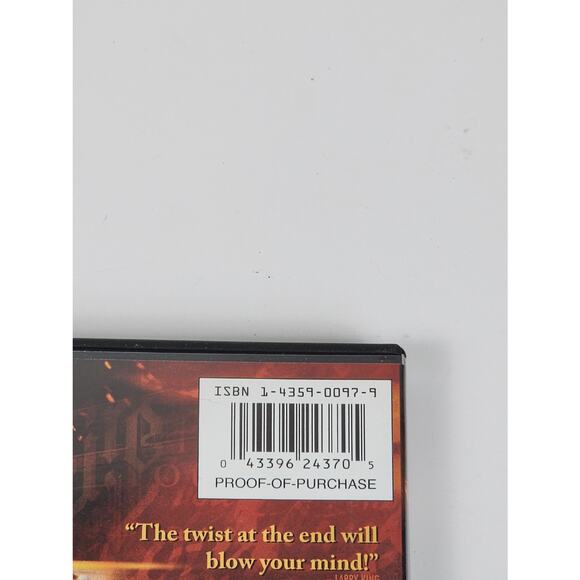 ISBN 1-4359-0097-9
0 43396 24370 5
PROOF-OF-PURCHASE
“The twist at the end will
blow your mind!”
LARRY KING